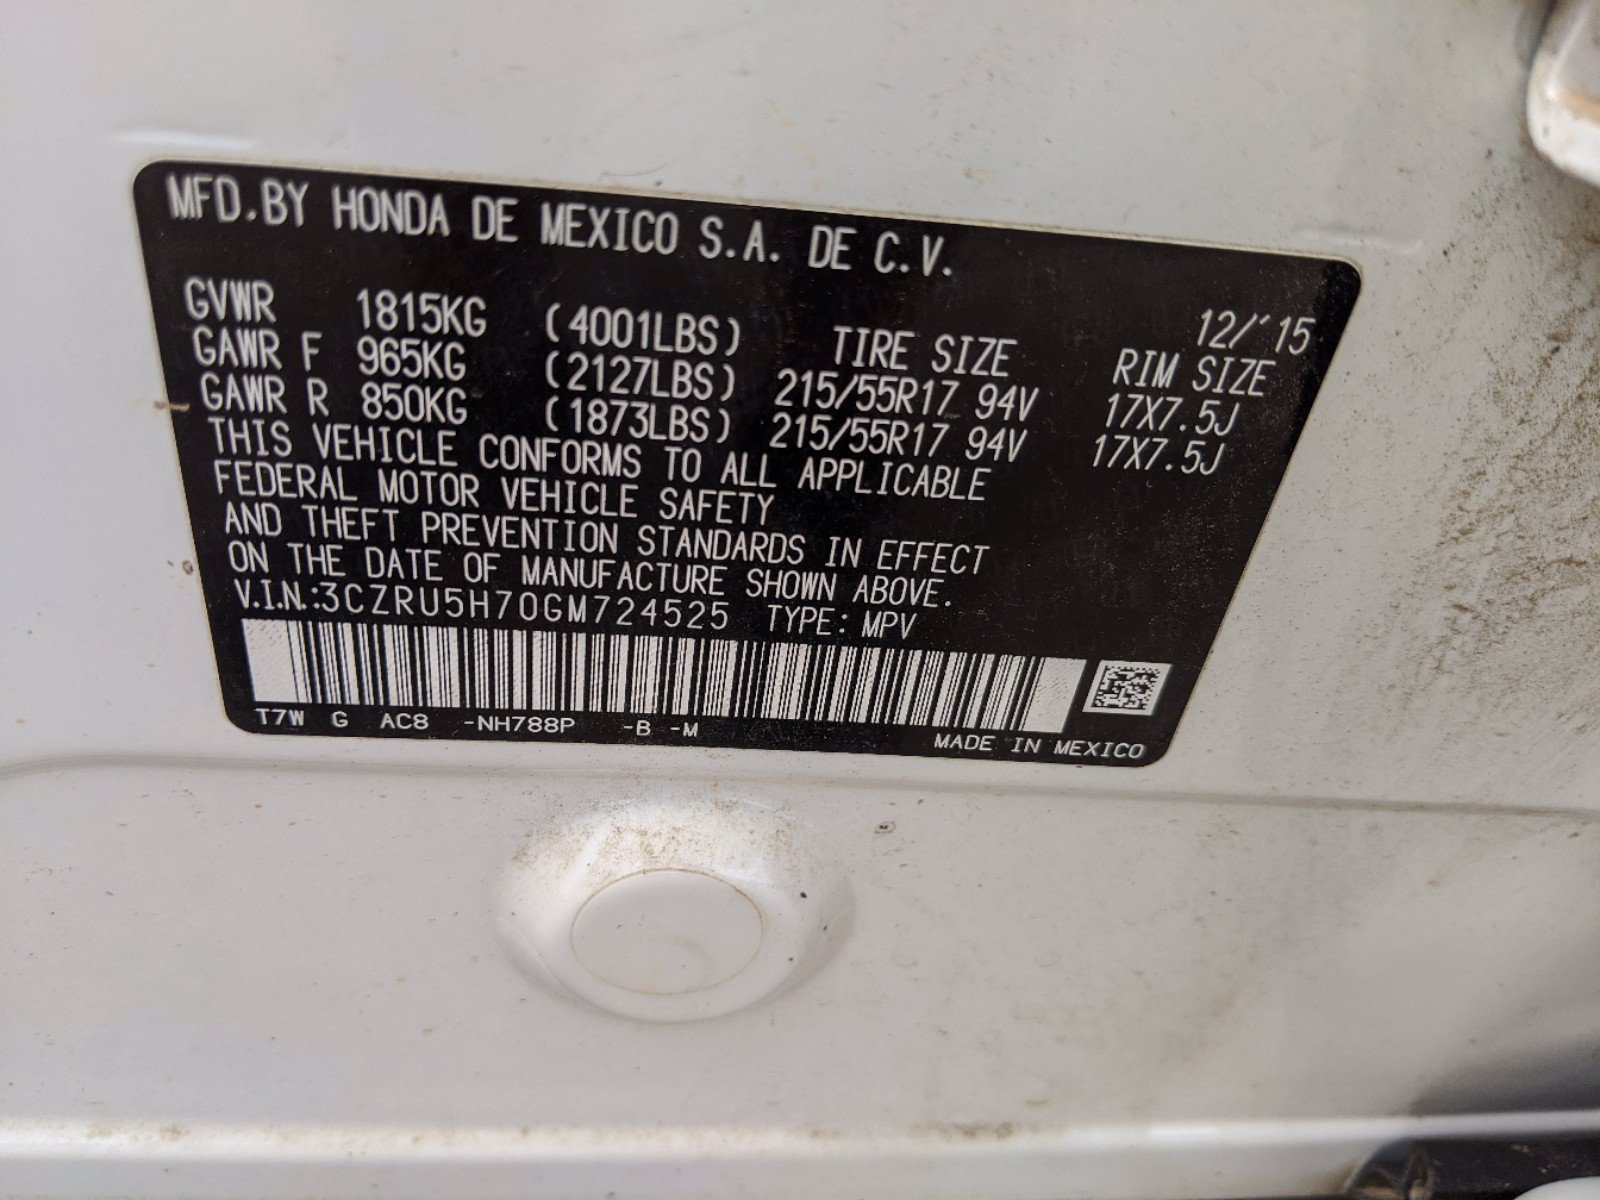 MFD.BY HONDA DE MEXICO S.A. DE C.V.
12/'15
GVWR 1815KG (4001LBS) TIRE SIZE RIM SIZE
GAWR F 965KG (2127LBS) 215/55R17 94V 17X7.5J
GAWR R 850KG (1873LBS) 215/55R17 94V 17X7.5J
THIS VEHICLE CONFORMS TO ALL APPLICABLE
FEDERAL MOTOR VEHICLE SAFETY
AND THEFT PREVENTION STANDARDS IN EFFECT
ON THE DATE OF MANUFACTURE SHOWN ABOVE.
V.I.N.:3CZRU5H70GM724525 TYPE: MPV
T7W G AC8 -NH788P -B -M
MADE IN MEXICO